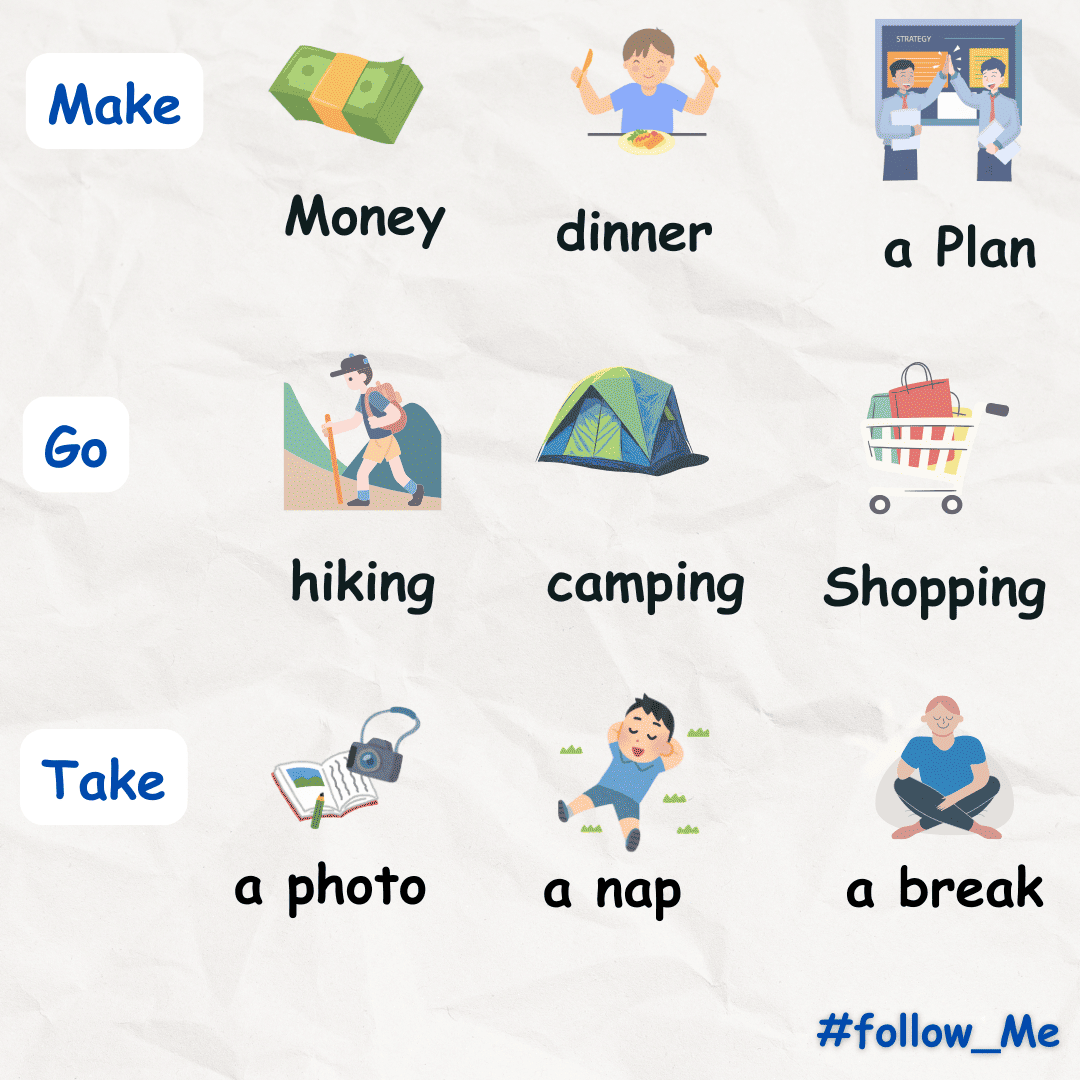 STRATEGY
Make
Money
dinner
a Plan
Go
hiking
camping
Shopping
Take
a photo
a nap
a break
#follow_Me